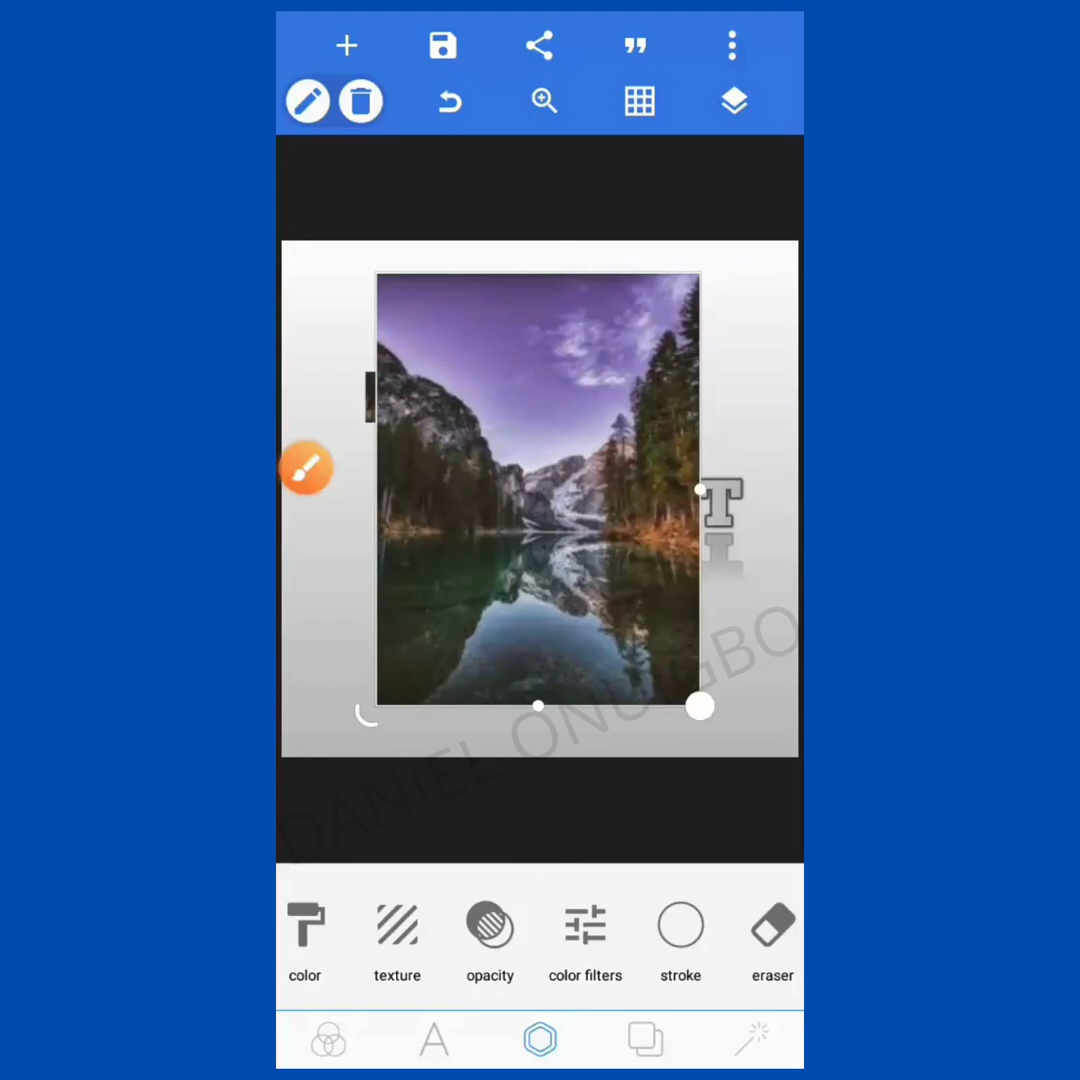 T
DANIEL ONU GBO
color
texture
opacity
color filters
stroke
eraser